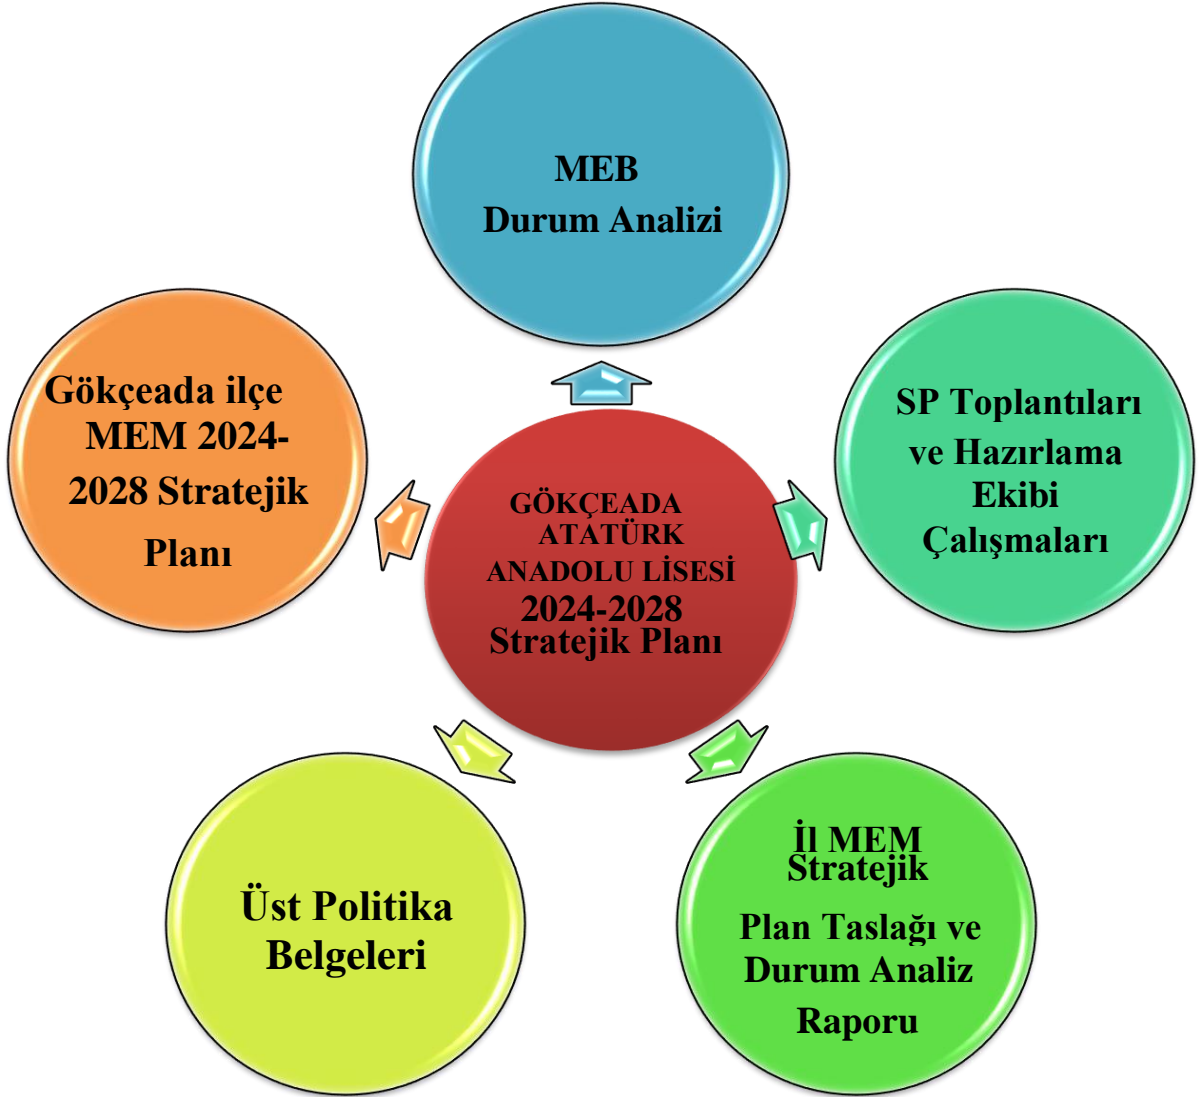 MEB
Durum Analizi
Gökçeada ilçe
MEM 2024-
2028 Stratejik
Planı
SP Toplantıları
ve Hazırlama
Ekibi
Çalışmaları
GÖKÇEADA
ATATÜRK
ANADOLU LİSESİ
2024-2028
Stratejik Planı
Üst Politika
Belgeleri
İl MEM
Stratejik
Plan Taslağı ve
Durum Analiz
Raporu